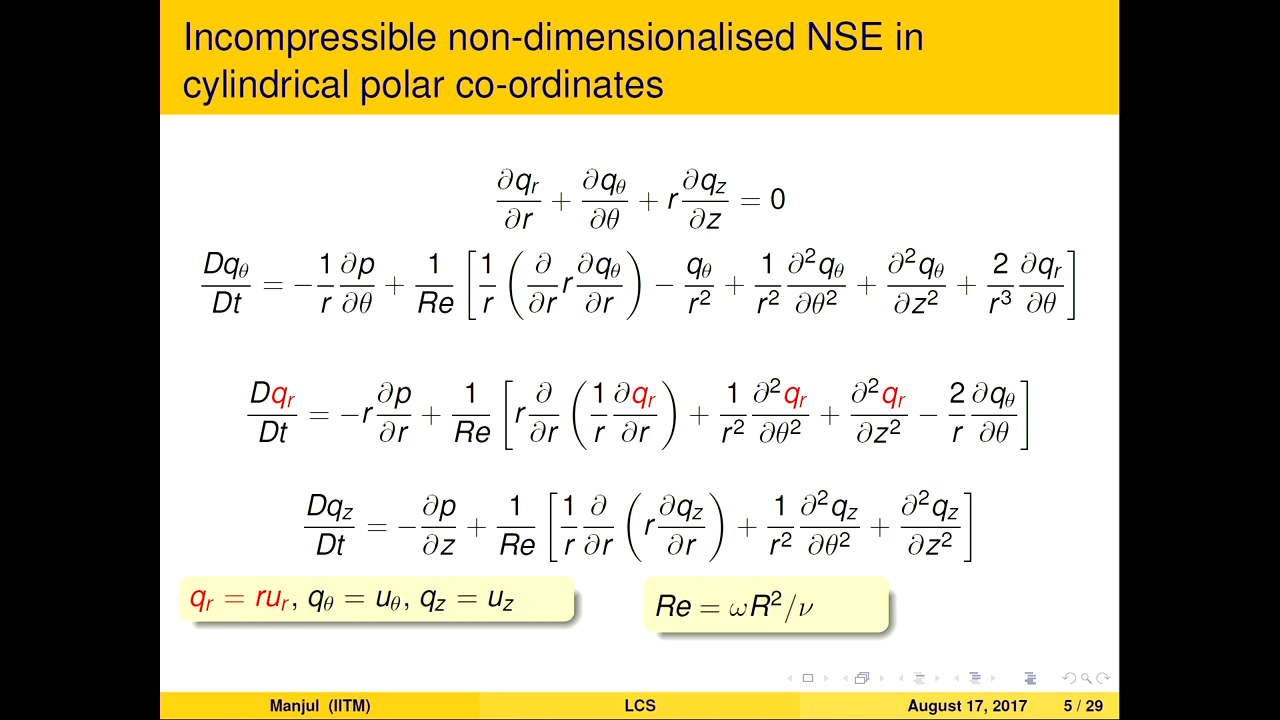 Incompressible non-dimensionalised NSE in
cylindrical polar co-ordinates
∂q_r/∂r + ∂q_θ/∂θ + r ∂q_z/∂z = 0
Dq_θ/Dt = −(1/r) ∂p/∂θ + (1/Re) [ (1/r) ( ∂/∂r r ∂q_θ/∂r ) − q_θ/r² + (1/r²) ∂²q_θ/∂θ² + ∂²q_θ/∂z² + (2/r³) ∂q_r/∂θ ]
Dq_r/Dt = −r ∂p/∂r + (1/Re) [ r ∂/∂r ( (1/r) ∂q_r/∂r ) + (1/r²) ∂²q_r/∂θ² + ∂²q_r/∂z² − (2/r) ∂q_θ/∂θ ]
Dq_z/Dt = −∂p/∂z + (1/Re) [ (1/r) ∂/∂r ( r ∂q_z/∂r ) + (1/r²) ∂²q_z/∂θ² + ∂²q_z/∂z² ]
q_r = ru_r, q_θ = u_θ, q_z = u_z
Re = ωR²/ν
Manjul (IITM) LCS August 17, 2017 5 / 29